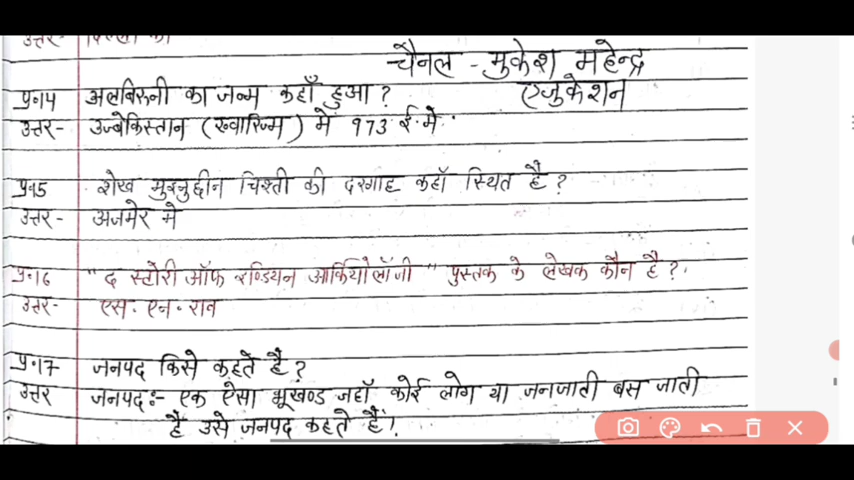 उत्तर- दिल्ली का
चैनल - मुकेश महेन्द्र
एजुकेशन
प्र.14 अलबिरूनी का जन्म कहाँ हुआ ?
उत्तर- उज्बेकिस्तान (ख्वारिज्म) में 973 ई. में.
प्र.15 शेख मुइनुद्दीन चिश्ती की दरगाह कहाँ स्थित है ?
उत्तर- अजमेर में
प्र.16 "द स्टोरी ऑफ इण्डियन आर्कियोलॉजी" पुस्तक के लेखक कौन है ?
उत्तर- एस. एन. राव
प्र.17 जनपद किसे कहते है ?
उत्तर जनपद:- एक ऐसा भूखण्ड जहाँ कोई लोग या जनजाती बस जाती
है उसे जनपद कहते हैं।